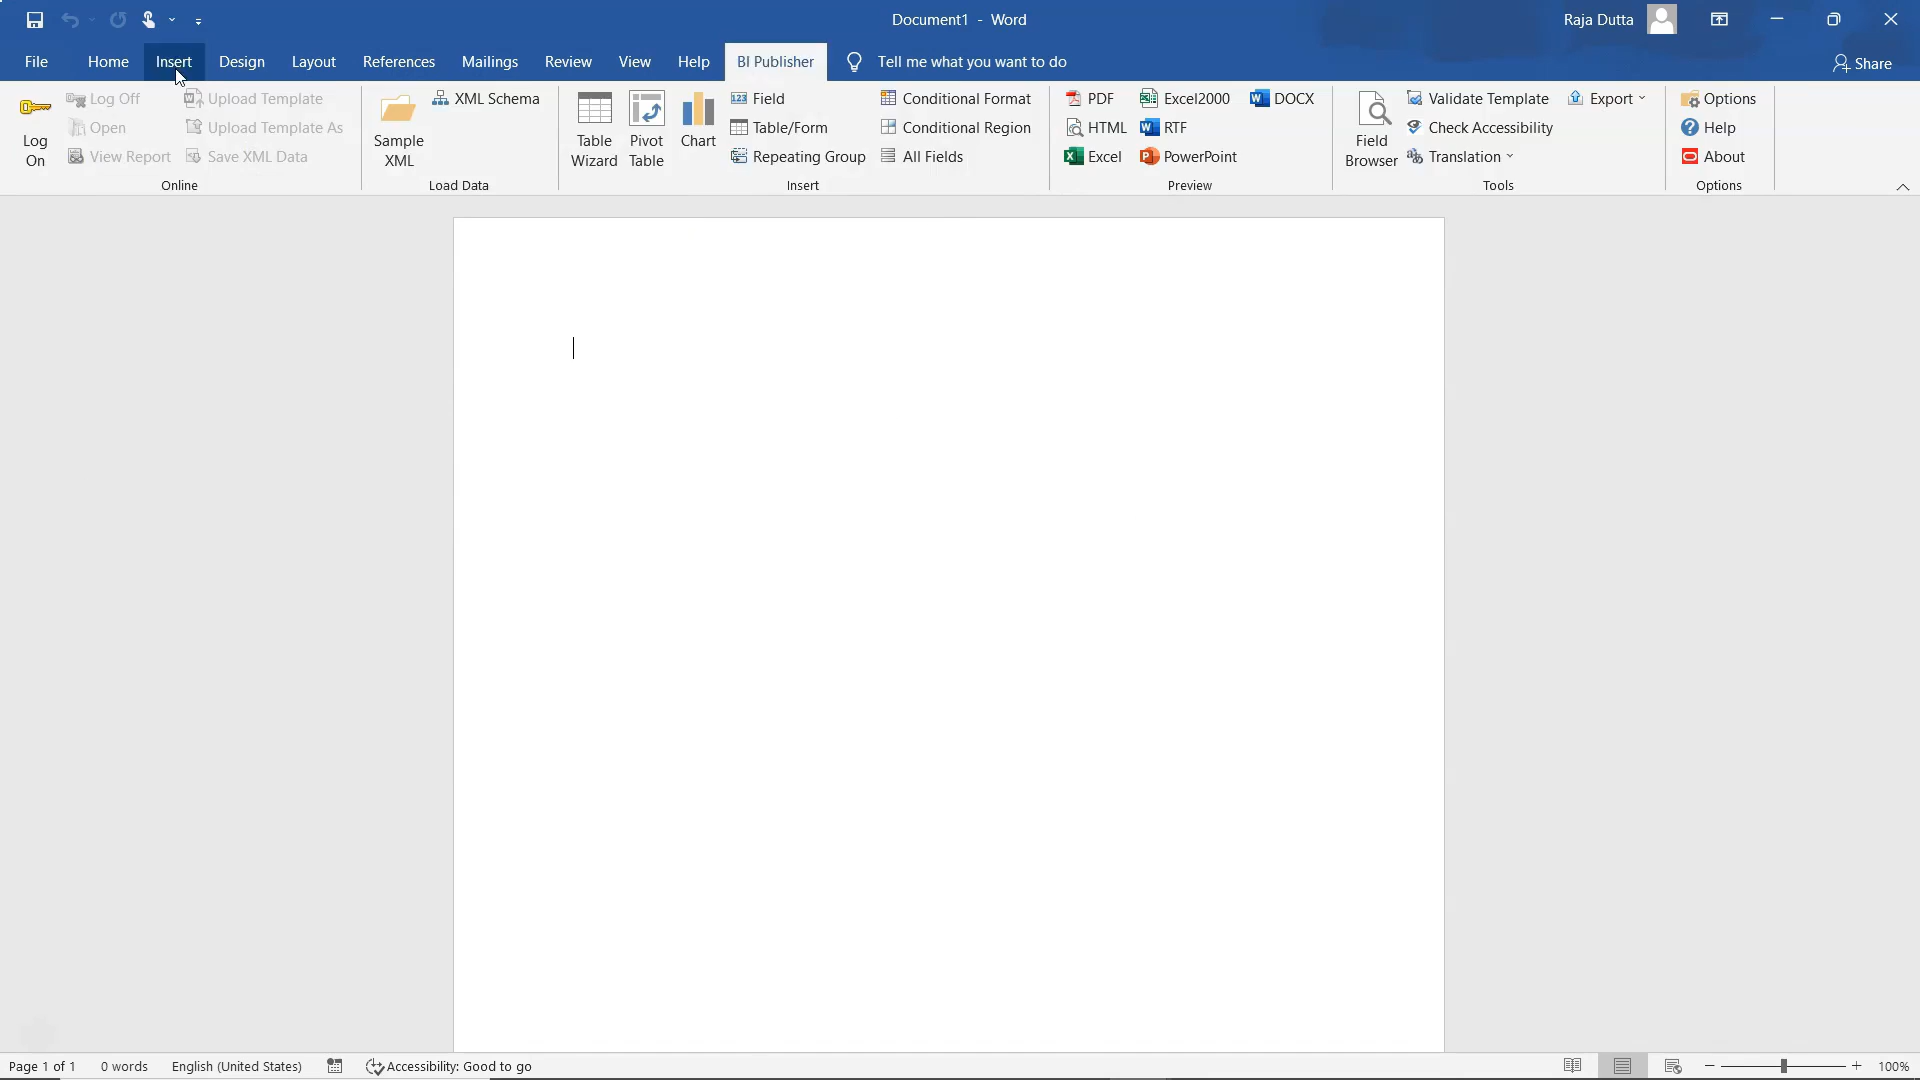 Document1 - Word
Raja Dutta
File Home Insert Design Layout References Mailings Review View Help BI Publisher Tell me what you want to do Share
Log On
Log Off
Open
View Report
Upload Template
Upload Template As
Save XML Data
Online
Sample XML
XML Schema
Load Data
Table Wizard
Pivot Table
Chart
Field
Table/Form
Repeating Group
Conditional Format
Conditional Region
All Fields
Insert
PDF
HTML
Excel
Excel2000
RTF
PowerPoint
DOCX
Preview
Field Browser
Validate Template
Check Accessibility
Translation
Export
Tools
Options
Help
About
Options
Page 1 of 1 0 words English (United States) Accessibility: Good to go 100%